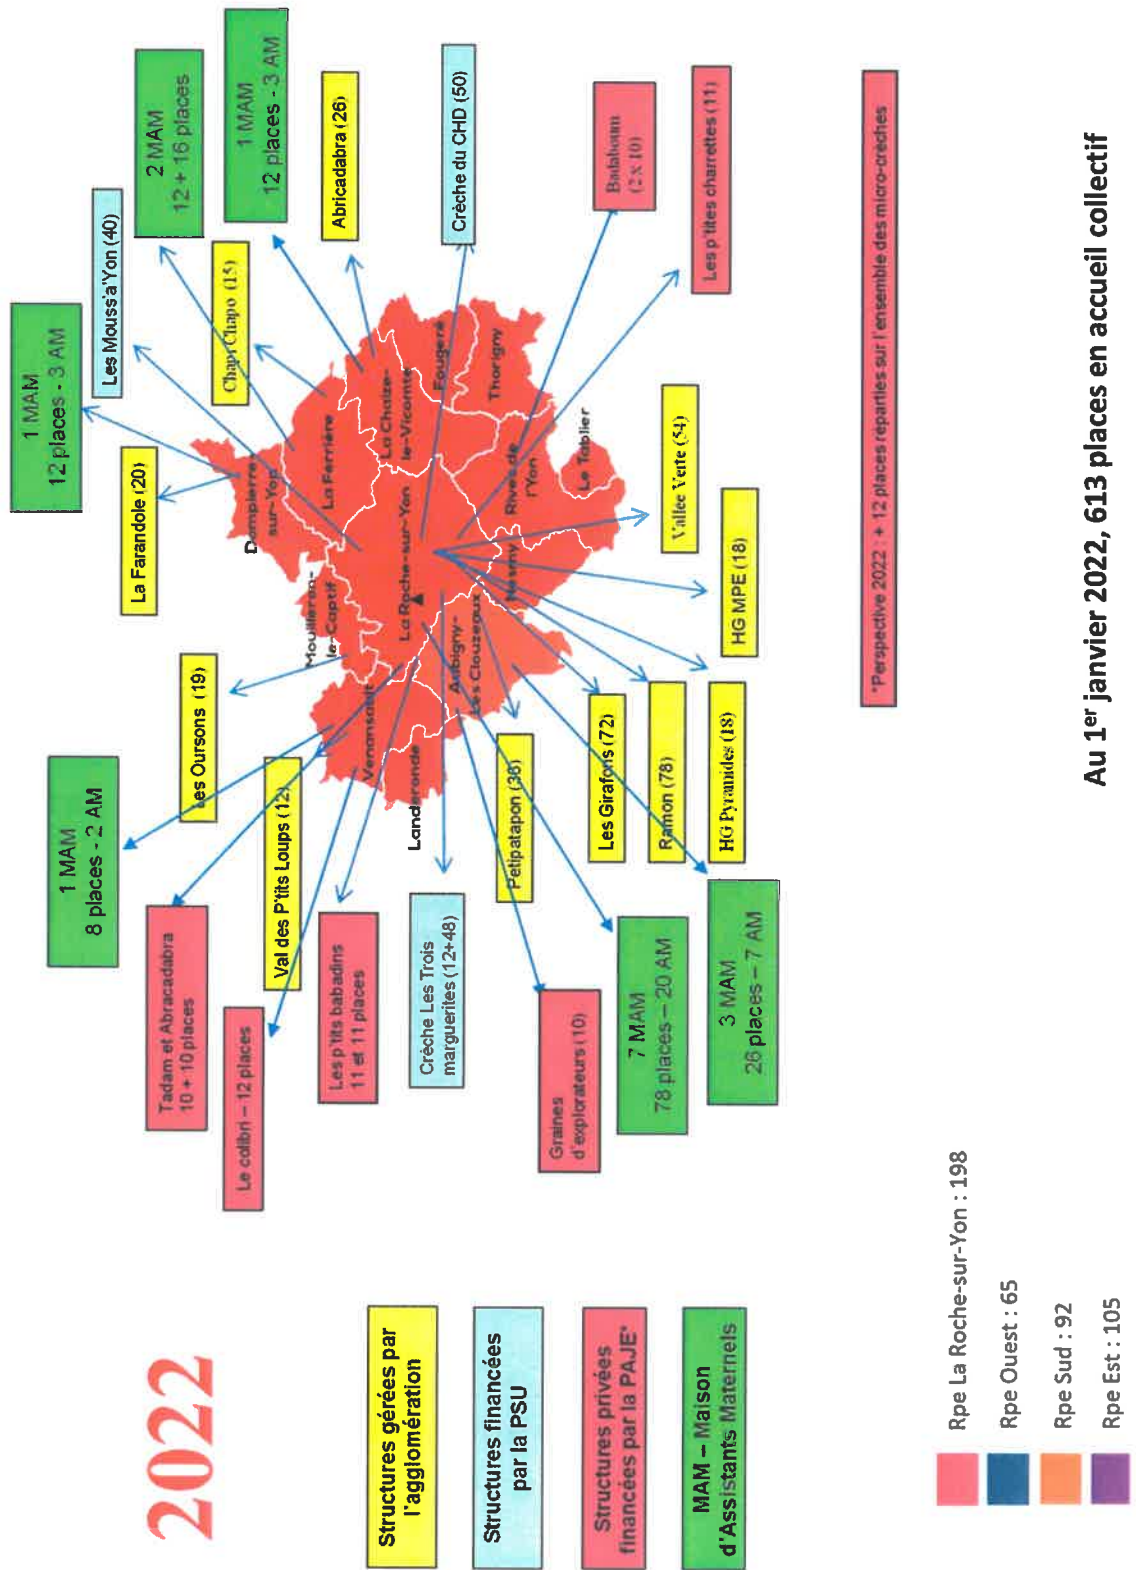 2022
Structures gérées par
l'agglomération
Structures financées
par la PSU
Structures privées
financées par la PAJE*
MAM – Maison
d'Assistants Maternels
1 MAM
8 places - 2 AM
Tadam et Abracadabra
10 + 10 places
Le colibri – 12 places
Les Oursons (19)
Val des P'tits Loups (12)
Les p'tits babadins
11 et 11 places
Crèche Les Trois
marguerites (12+48)
Graines
d'explorateurs (10)
7 MAM
78 places – 20 AM
3 MAM
26 places – 7 AM
Petipatapon (36)
Les Girafons (72)
Ramon (78)
HG Pyramides (18)
HG MPE (18)
Vallée Verte (54)
1 MAM
12 places - 3 AM
La Farandole (20)
Les Mouss'a'Yon (40)
2 MAM
12 + 16 places
Chapi Chapo (15)
1 MAM
12 places - 3 AM
Abricadabra (26)
Crèche du CHD (50)
Badaboum
(2 x 10)
Les p'tites charrettes (11)
Dompierre-
sur-Yon
La Ferrière
La Chaize-
le-Vicomte
Fougeré
Thorigny
Mouilleron-
le-Captif
La Roche-sur-Yon
Venansault
Landeronde
Aubigny-
Les Clouzeaux
Nesmy
Rives de
l'Yon
Le Tablier
*Perspective 2022 : + 12 places réparties sur l'ensemble des micro-crèches
Au 1er janvier 2022, 613 places en accueil collectif
Rpe La Roche-sur-Yon : 198
Rpe Ouest : 65
Rpe Sud : 92
Rpe Est : 105